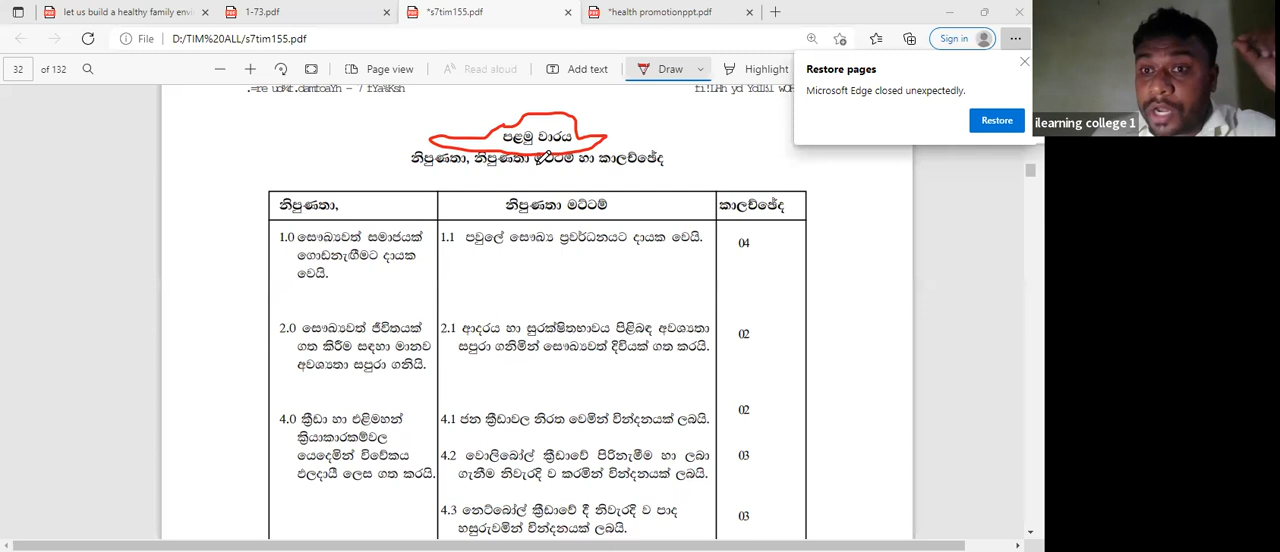 let us build a healthy family envi
1-73.pdf
*s7tim155.pdf
*health promotionppt.pdf
File D:/TIM%20ALL/s7tim155.pdf
Sign in
32 of 132
Page view
Read aloud
Add text
Draw
Highlight
Restore pages
Microsoft Edge closed unexpectedly.
Restore
ilearning college 1
පළමු වාරය
නිපුණතා, නිපුණතා මට්ටම් හා කාලච්ඡේද
නිපුණතා, නිපුණතා මට්ටම් කාලච්ඡේද
1.0 සෞඛ්‍යවත් සමාජයක් 1.1 පවුලේ සෞඛ්‍ය ප්‍රවර්ධනයට දායක වෙයි. 04
ගොඩනැඟීමට දායක
වෙයි.
2.0 සෞඛ්‍යවත් ජීවිතයක් 2.1 ආදරය හා සුරක්ෂිතභාවය පිළිබඳ අවශ්‍යතා 02
ගත කිරීම සඳහා මානව සපුරා ගනිමින් සෞඛ්‍යවත් දිවියක් ගත කරයි.
අවශ්‍යතා සපුරා ගනියි.
4.0 ක්‍රීඩා හා එළිමහන් 4.1 ජන ක්‍රීඩාවල නිරත වෙමින් වින්දනයක් ලබයි. 02
ක්‍රියාකාරකම්වල
යෙදෙමින් විවේකය 4.2 වොලිබෝල් ක්‍රීඩාවේ පිරිනැමීම හා ලබා 03
ඵලදායී ලෙස ගත කරයි. ගැනීම නිවැරදි ව කරමින් වින්දනයක් ලබයි.
4.3 නෙට්බෝල් ක්‍රීඩාවේ දී නිවැරදි ව පාද 03
හසුරුවමින් වින්දනයක් ලබයි.